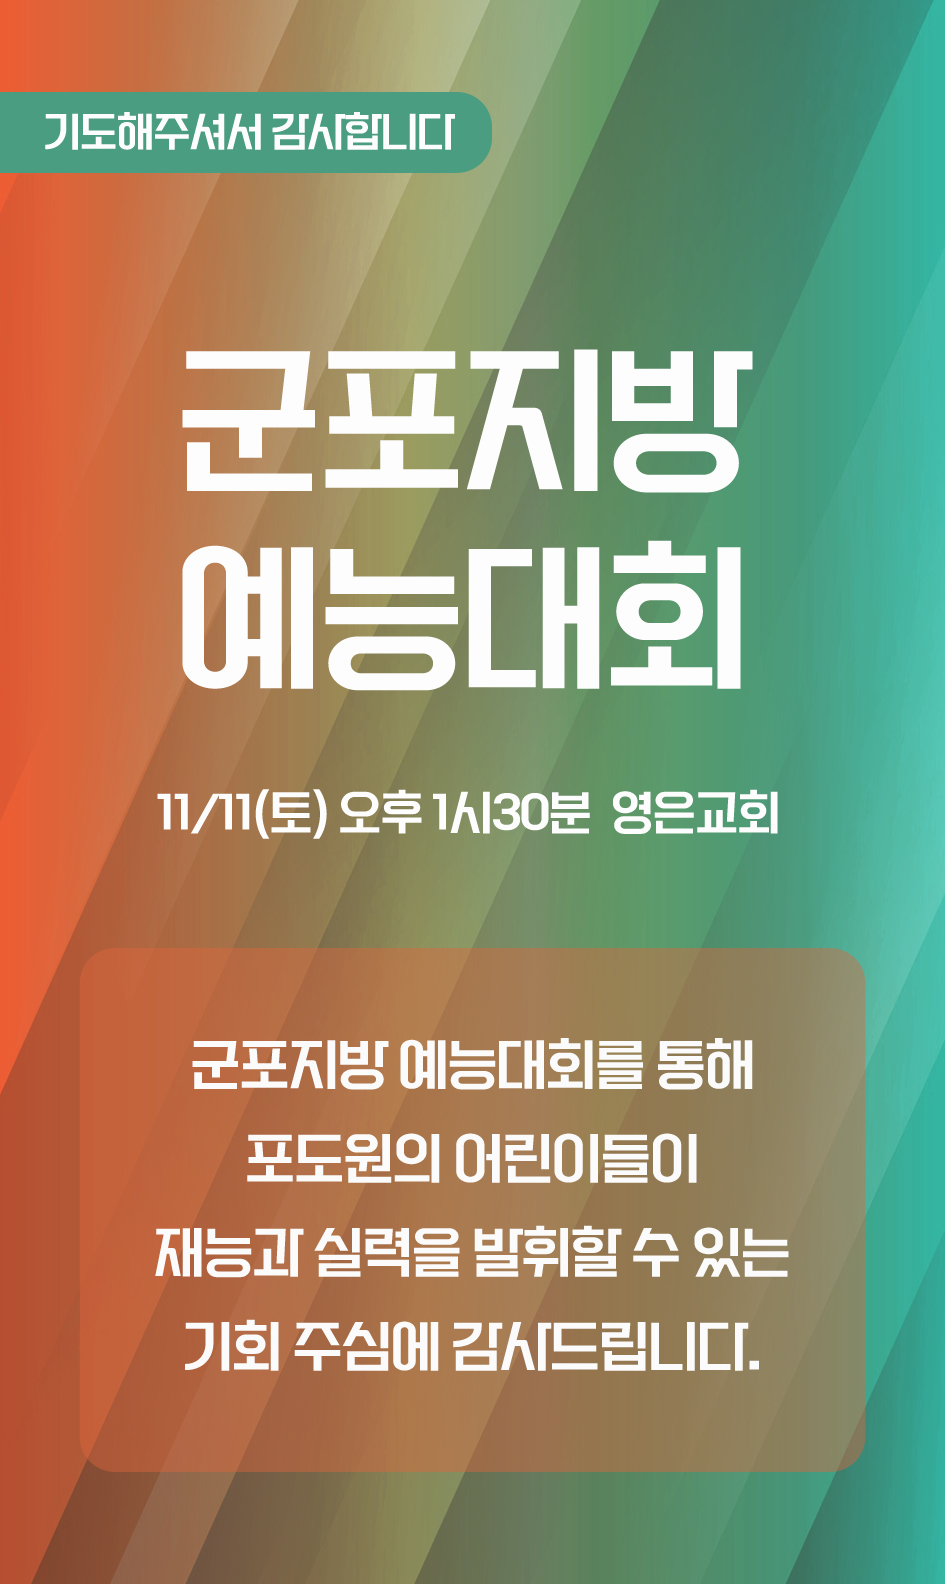 기도해주셔서 감사합니다
군포지방
예능대회
11/11(토) 오후 1시30분 영은교회
군포지방 예능대회를 통해
포도원의 어린이들이
재능과 실력을 발휘할 수 있는
기회 주심에 감사드립니다.